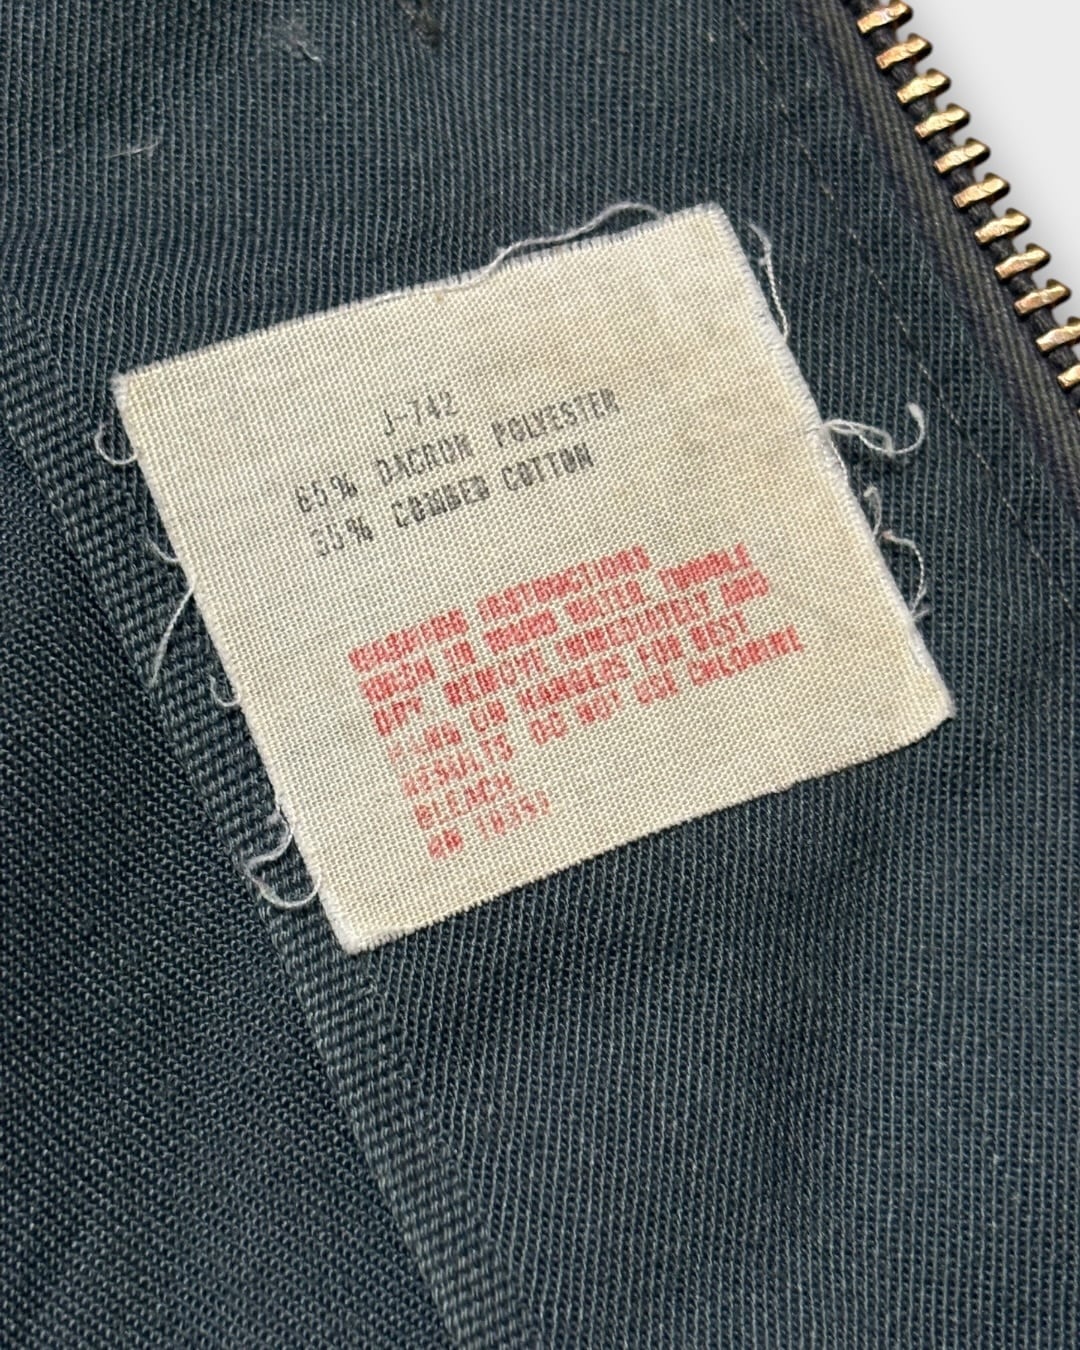 J-742
65% DACRON POLYESTER
35% COMBED COTTON
WASHING INSTRUCTIONS
WASH IN WARM WATER, TUMBLE
DRY, REMOVE IMMEDIATELY AND
HANG ON HANGERS FOR BEST
RESULTS DO NOT USE CHLORINE
BLEACH